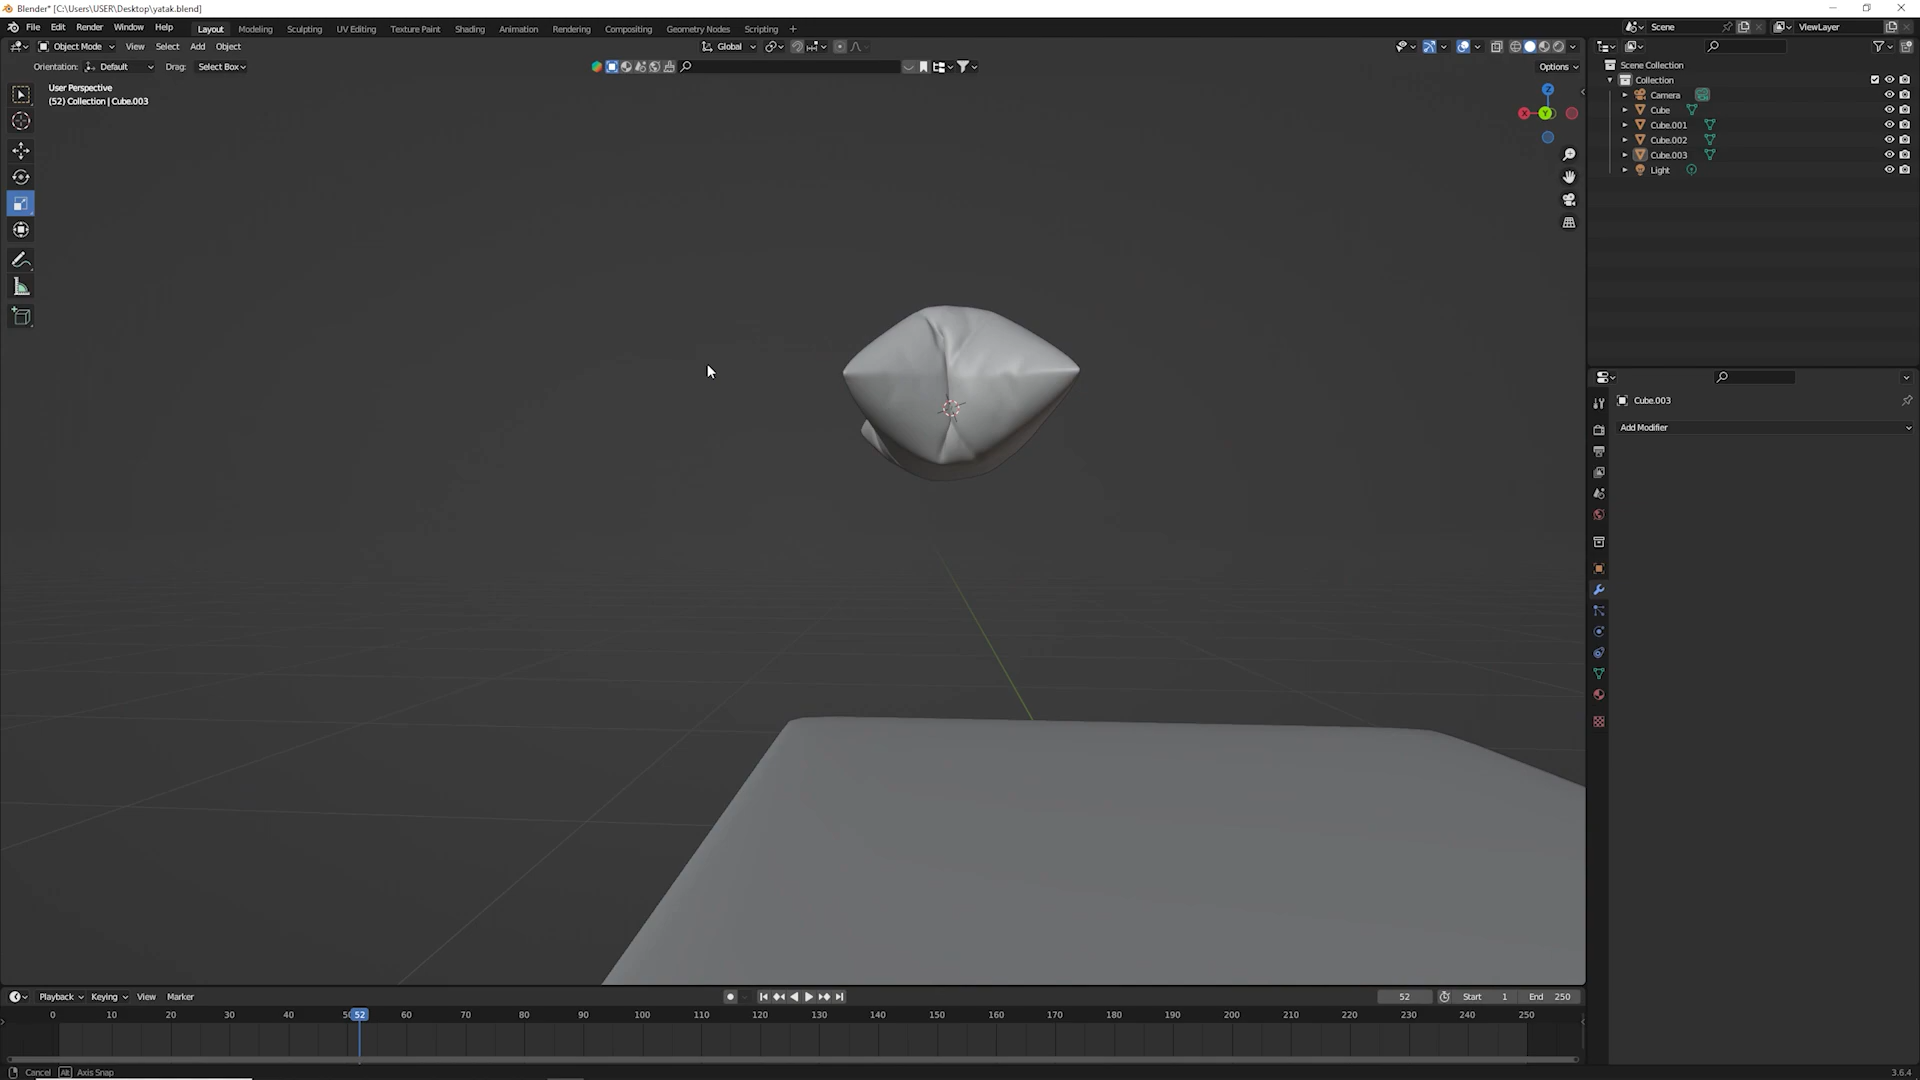 Blender* [C:\Users\USER\Desktop\yatak.blend]
File Edit Render Window Help Layout Modeling Sculpting UV Editing Texture Paint Shading Animation Rendering Compositing Geometry Nodes Scripting + Scene ViewLayer
Object Mode View Select Add Object Global
Orientation: Default Drag: Select Box Options
User Perspective
(52) Collection | Cube.003
Z
X
Y
Scene Collection
Collection
Camera
Cube
Cube.001
Cube.002
Cube.003
Light
Cube.003
Add Modifier
Playback Keying View Marker 52 Start 1 End 250
0 10 20 30 40 52 60 70 80 90 100 110 120 130 140 150 160 170 180 190 200 210 220 230 240 250
Cancel Alt Axis Snap 3.6.4